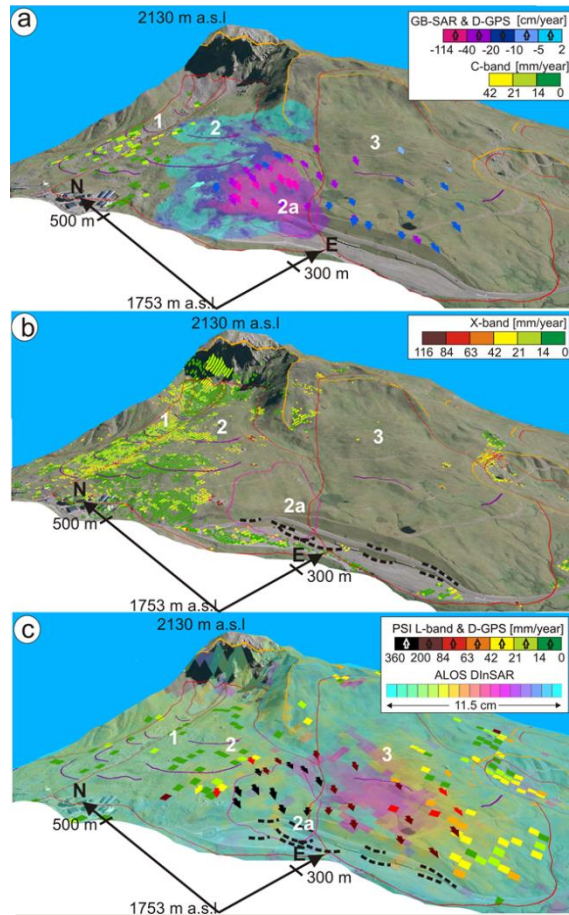 a
2130 m a.s.l
GB-SAR & D-GPS [cm/year]
-114 -40 -20 -10 -5 2
C-band [mm/year]
42 21 14 0
1
2
3
2a
N
500 m
E
300 m
1753 m a.s.l
b
2130 m a.s.l
X-band [mm/year]
116 84 63 42 21 14 0
1
2
3
2a
N
500 m
E
300 m
1753 m a.s.l
c
2130 m a.s.l
PSI L-band & D-GPS [mm/year]
360 200 84 63 42 21 14 0
ALOS DInSAR
11.5 cm
1
2
3
2a
N
500 m
E
300 m
1753 m a.s.l